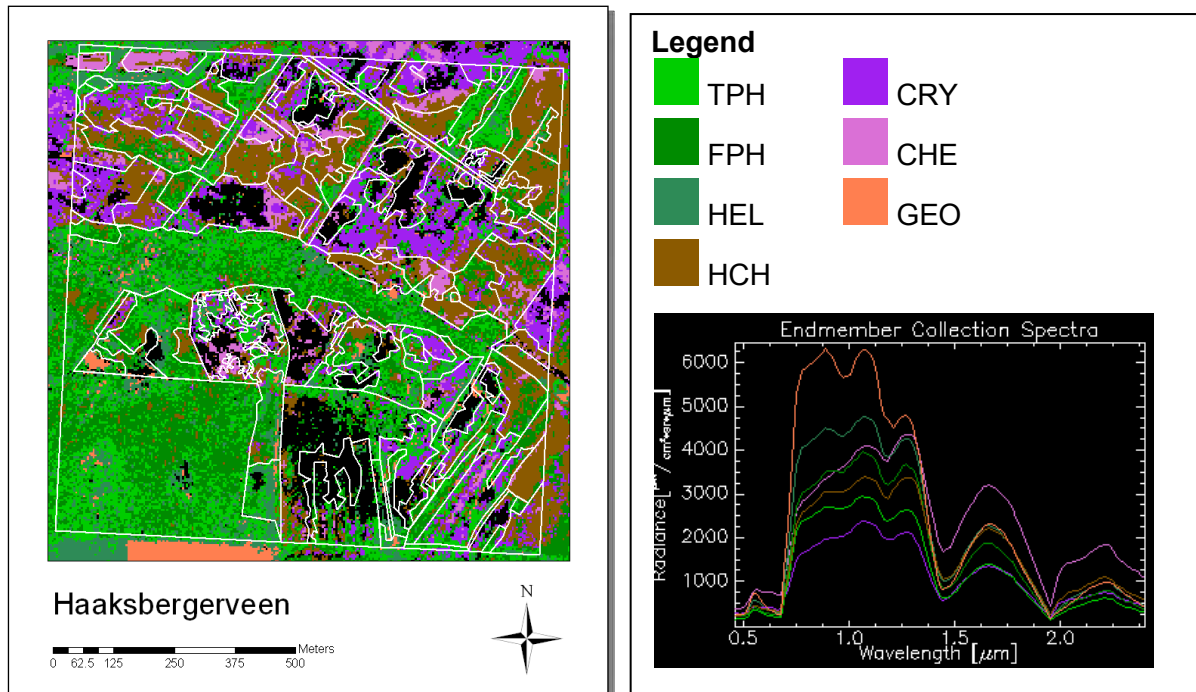 Haaksbergerveen
N
Meters
0 62.5 125 250 375 500
Legend
TPH CRY
FPH CHE
HEL GEO
HCH
Endmember Collection Spectra
6000
5000
4000
3000
2000
1000
0.5 1.0 1.5 2.0
Wavelength [μm]